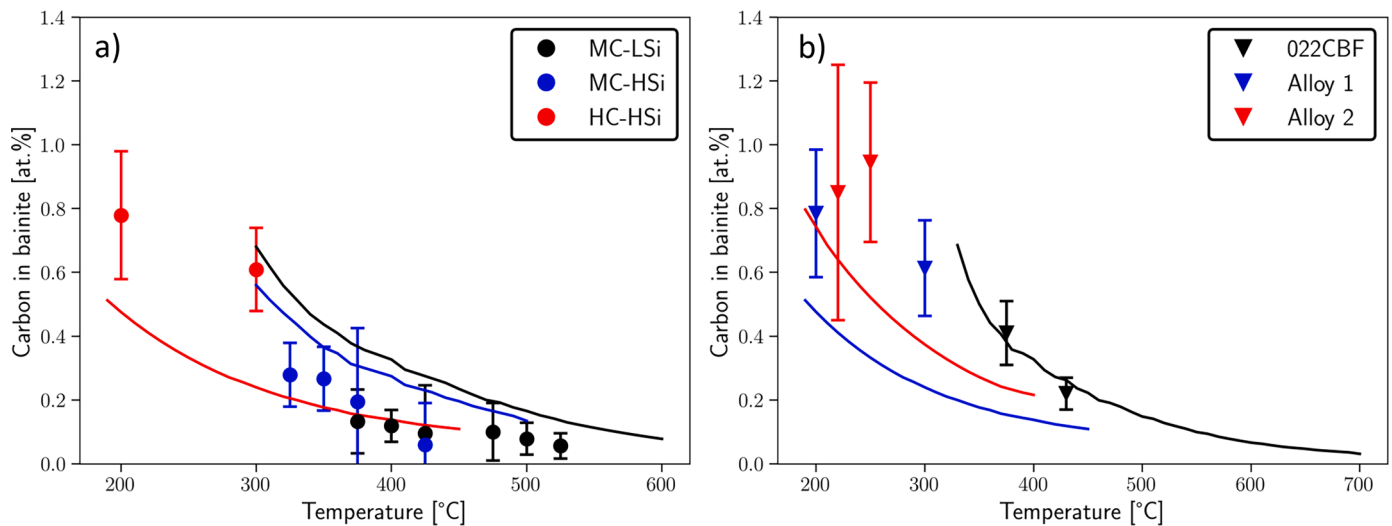 a)
MC-LSi
MC-HSi
HC-HSi
Carbon in bainite [at.%]
1.4
1.2
1.0
0.8
0.6
0.4
0.2
0.0
200 300 400 500 600
Temperature [°C]
b)
022CBF
Alloy 1
Alloy 2
Carbon in bainite [at.%]
1.4
1.2
1.0
0.8
0.6
0.4
0.2
0.0
200 300 400 500 600 700
Temperature [°C]